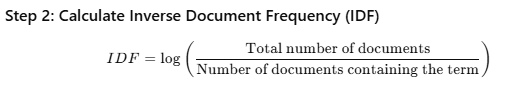 Step 2: Calculate Inverse Document Frequency (IDF)
IDF = log ( Total number of documents / Number of documents containing the term )